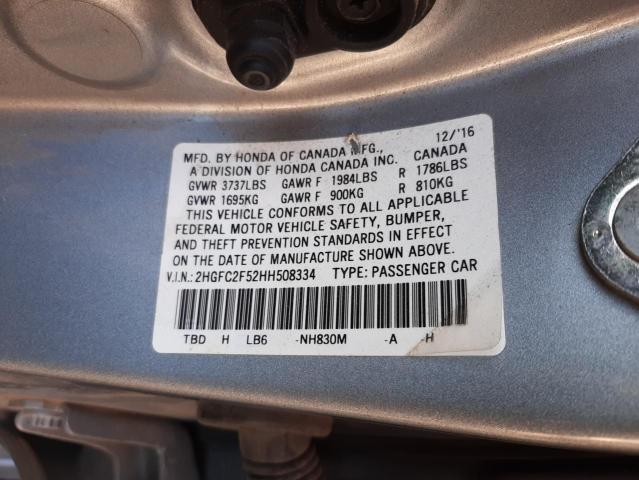 MFD. BY HONDA OF CANADA MFG., 12/'16
A DIVISION OF HONDA CANADA INC. CANADA
GVWR 3737LBS GAWR F 1984LBS R 1786LBS
GVWR 1695KG GAWR F 900KG R 810KG
THIS VEHICLE CONFORMS TO ALL APPLICABLE
FEDERAL MOTOR VEHICLE SAFETY, BUMPER,
AND THEFT PREVENTION STANDARDS IN EFFECT
ON THE DATE OF MANUFACTURE SHOWN ABOVE.
V.I.N.: 2HGFC2F52HH508334 TYPE: PASSENGER CAR
TBD H LB6 -NH830M -A -H